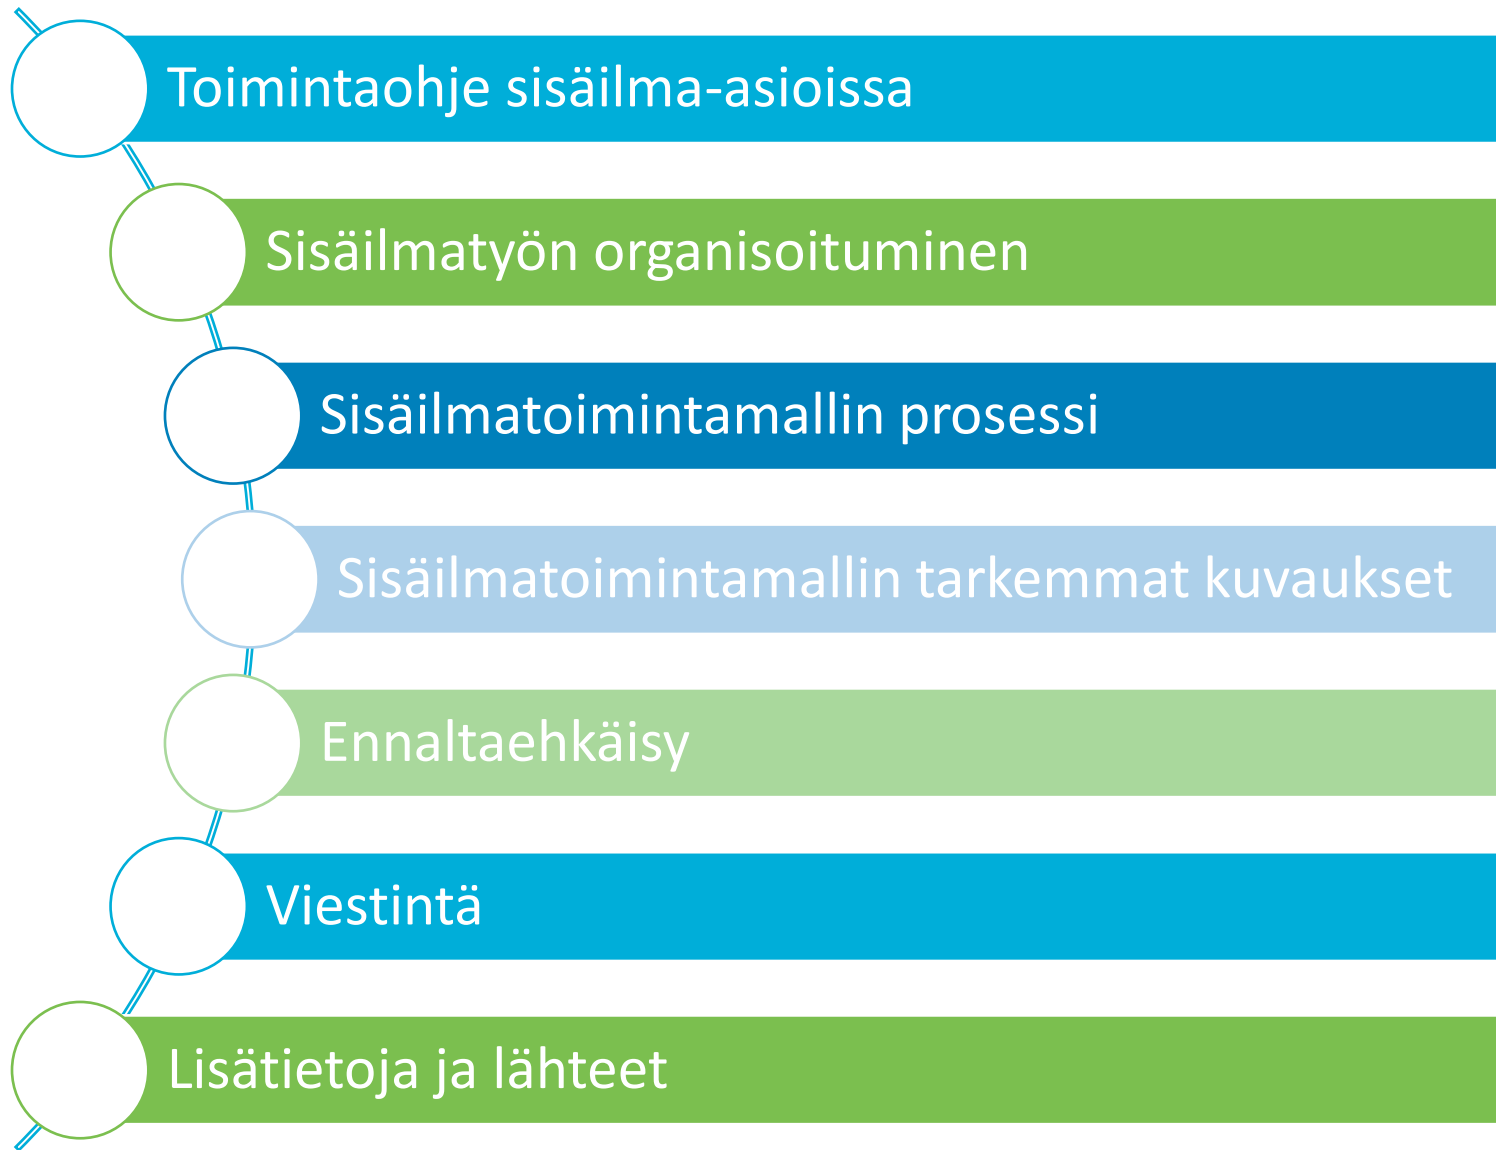 Toimintaohje sisäilma-asioissa
Sisäilmatyön organisoituminen
Sisäilmatoimintamallin prosessi
Sisäilmatoimintamallin tarkemmat kuvaukset
Ennaltaehkäisy
Viestintä
Lisätietoja ja lähteet